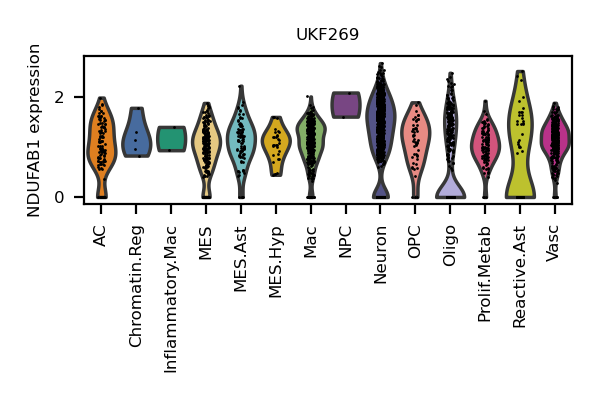 UKF269
NDUFAB1 expression
2
0
AC
Chromatin.Reg
Inflammatory.Mac
MES
MES.Ast
MES.Hyp
Mac
NPC
Neuron
OPC
Oligo
Prolif.Metab
Reactive.Ast
Vasc